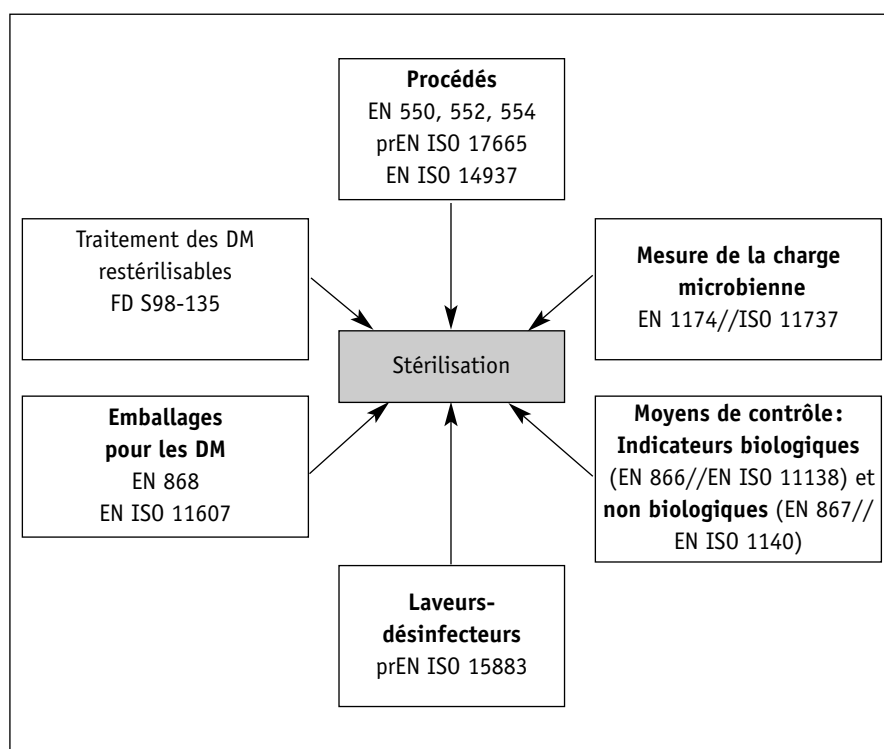 Procédés
EN 550, 552, 554
prEN ISO 17665
EN ISO 14937
Traitement des DM
restérilisables
FD S98-135
Mesure de la charge
microbienne
EN 1174//ISO 11737
Stérilisation
Emballages
pour les DM
EN 868
EN ISO 11607
Moyens de contrôle:
Indicateurs biologiques
(EN 866//EN ISO 11138) et
non biologiques (EN 867//
EN ISO 1140)
Laveurs-
désinfecteurs
prEN ISO 15883